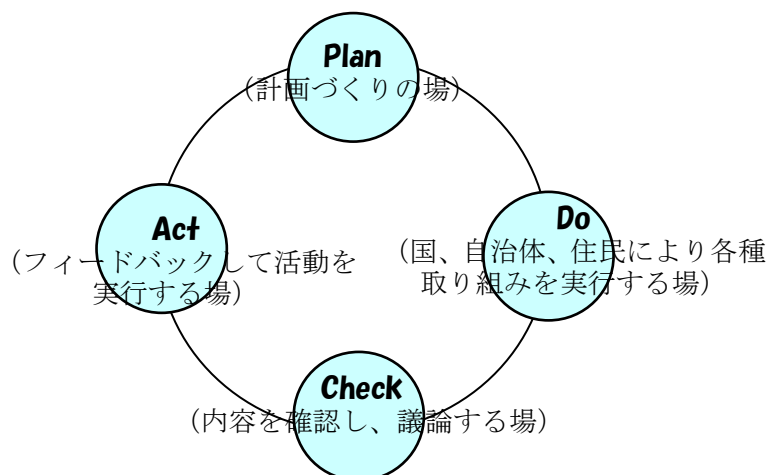 Plan
（計画づくりの場）
Do
（国、自治体、住民により各種
取り組みを実行する場）
Check
（内容を確認し、議論する場）
Act
（フィードバックして活動を
実行する場）